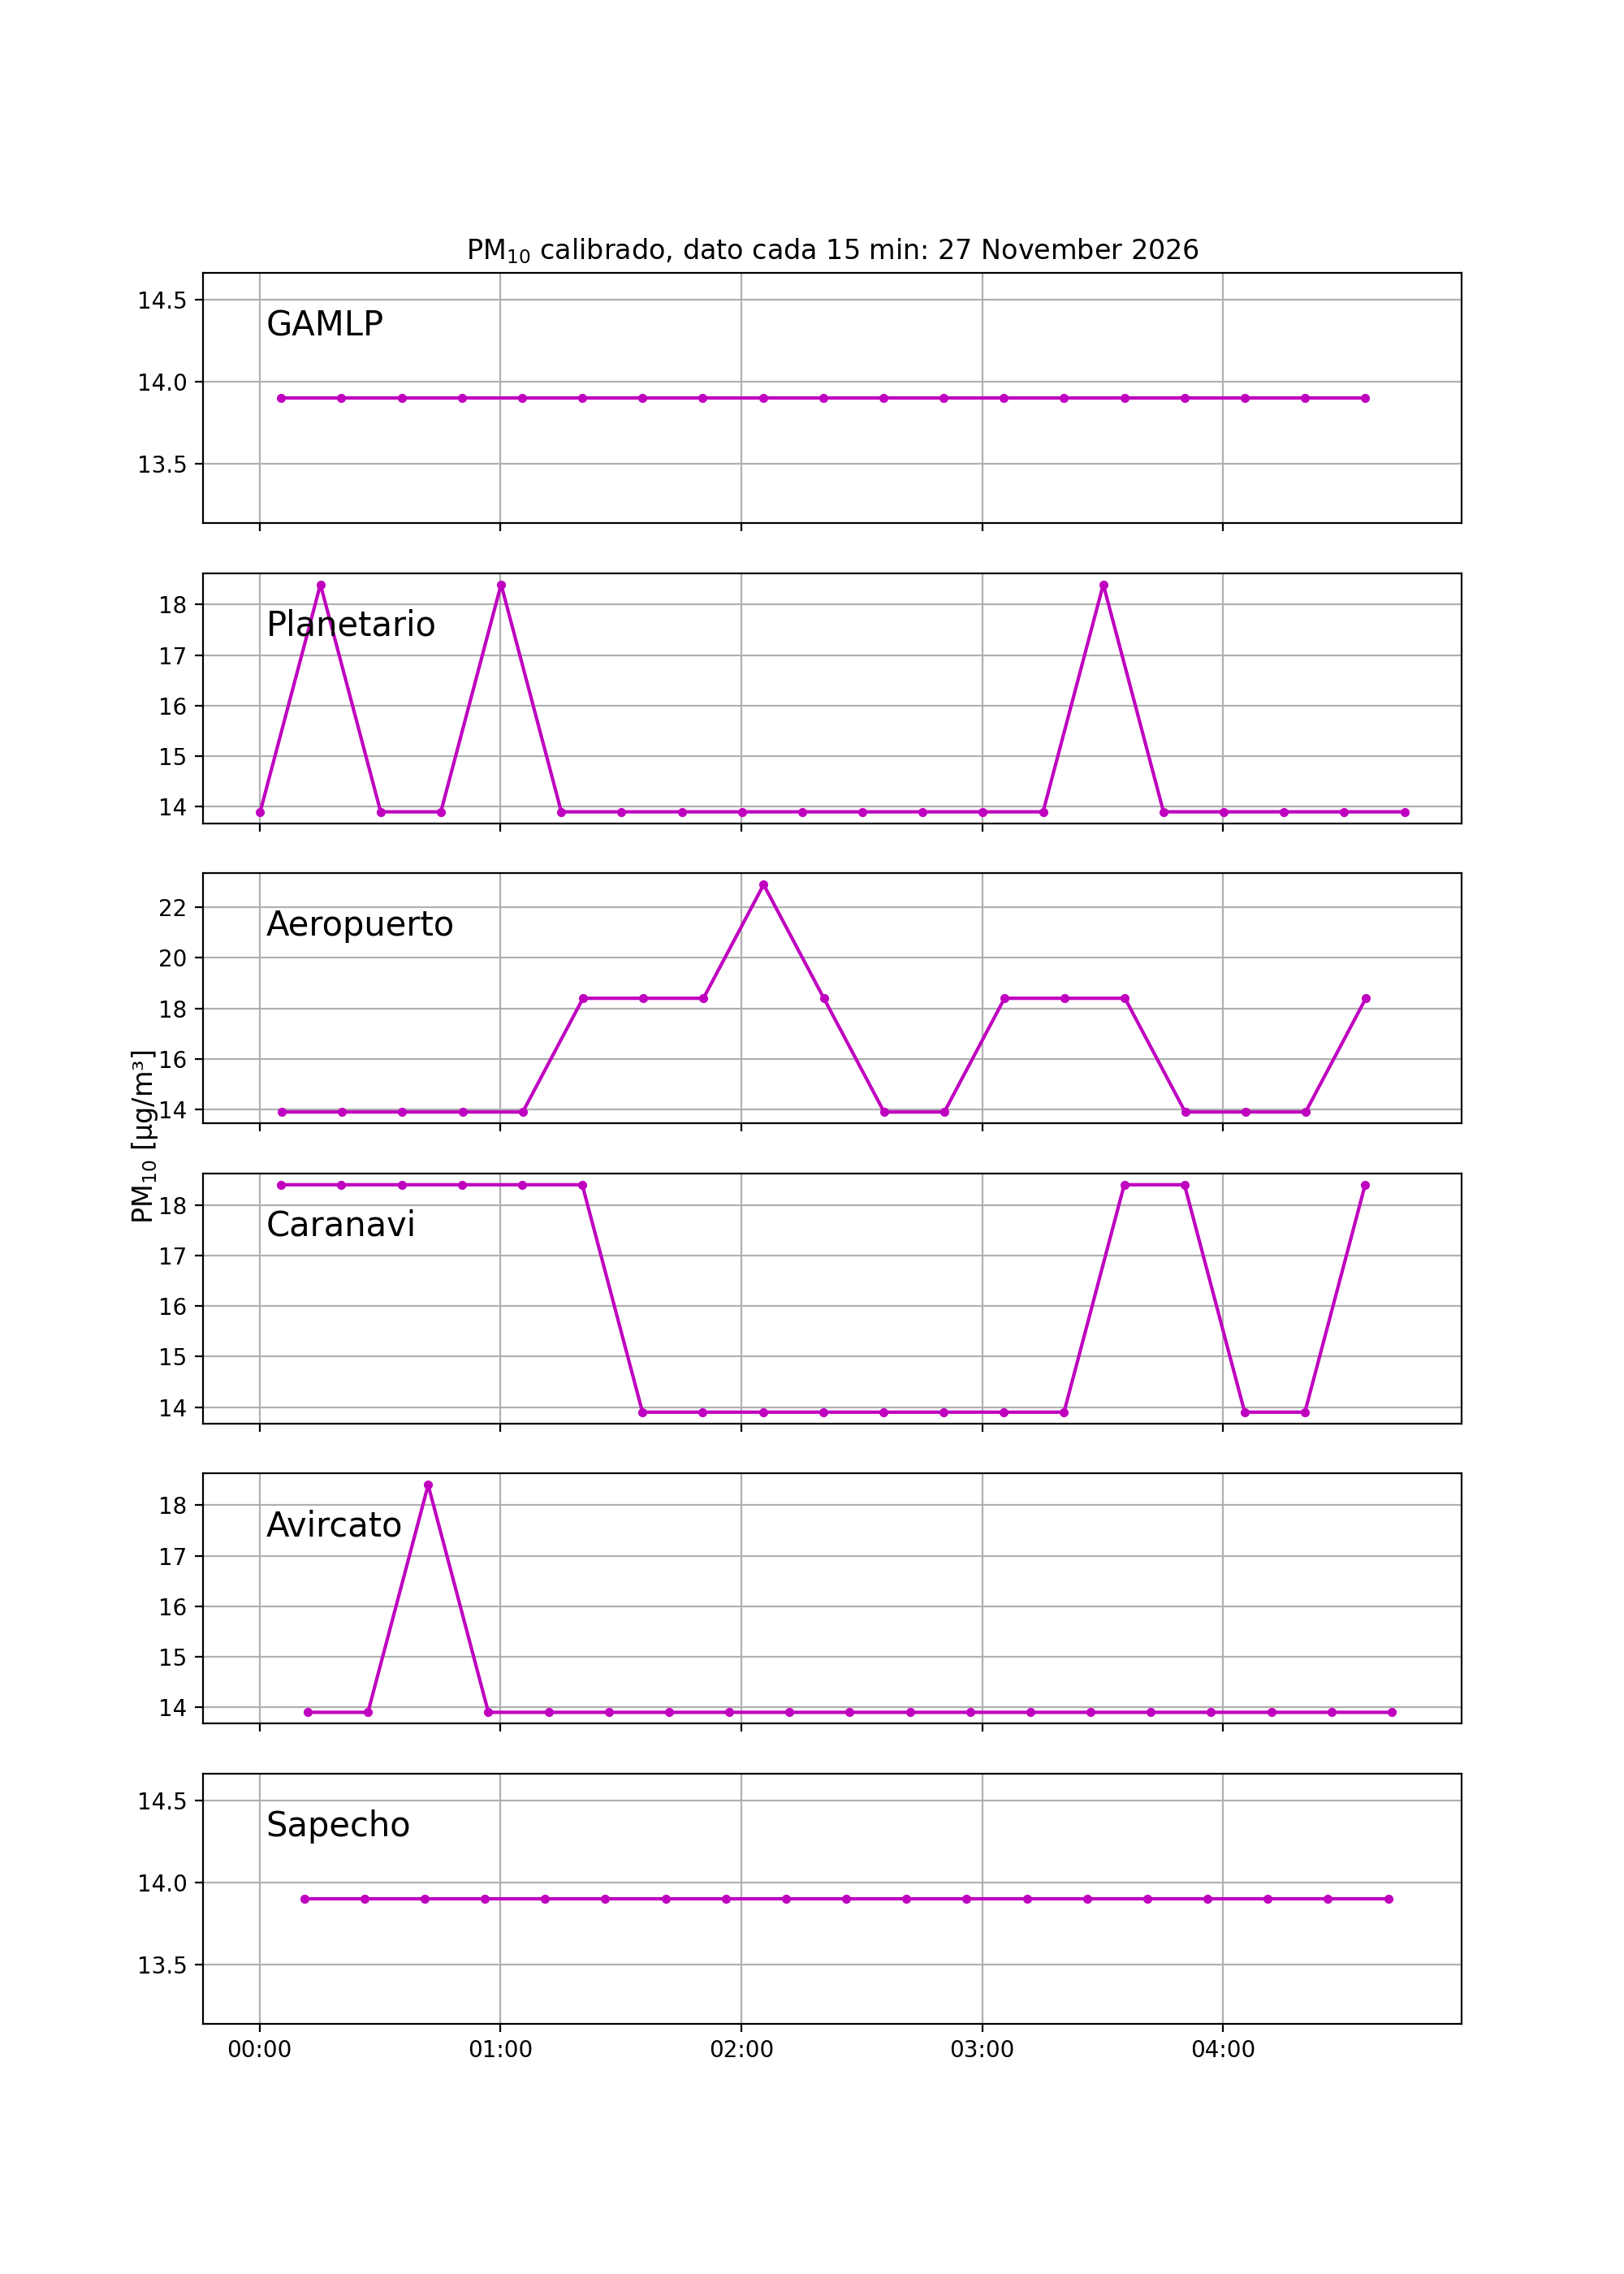 PM₁₀ calibrado, dato cada 15 min: 27 November 2026
14.5
GAMLP
14.0
13.5
18
Planetario
17
16
15
14
22
Aeropuerto
20
18
16
14
PM₁₀ [µg/m³]
18
Caranavi
17
16
15
14
18
Avircato
17
16
15
14
14.5
Sapecho
14.0
13.5
00:00 01:00 02:00 03:00 04:00